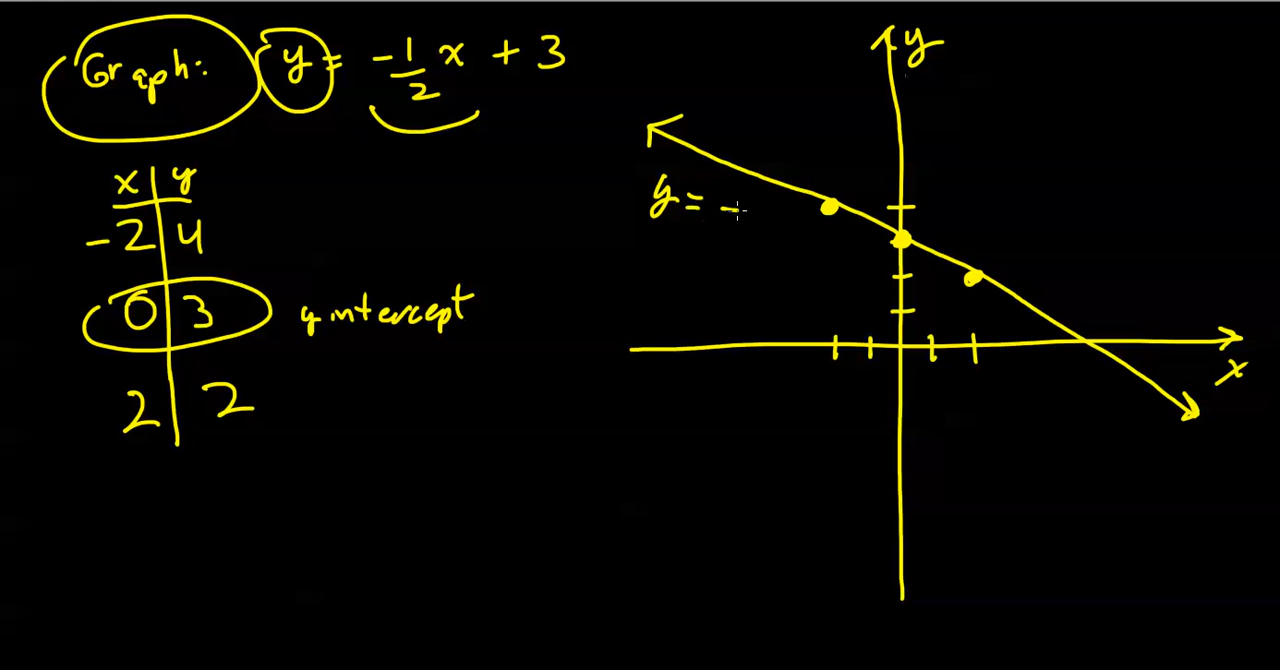 Graph: y = -1/2 x + 3
x y
-2 4
0 3 y intercept
2 2
y
y = -
x